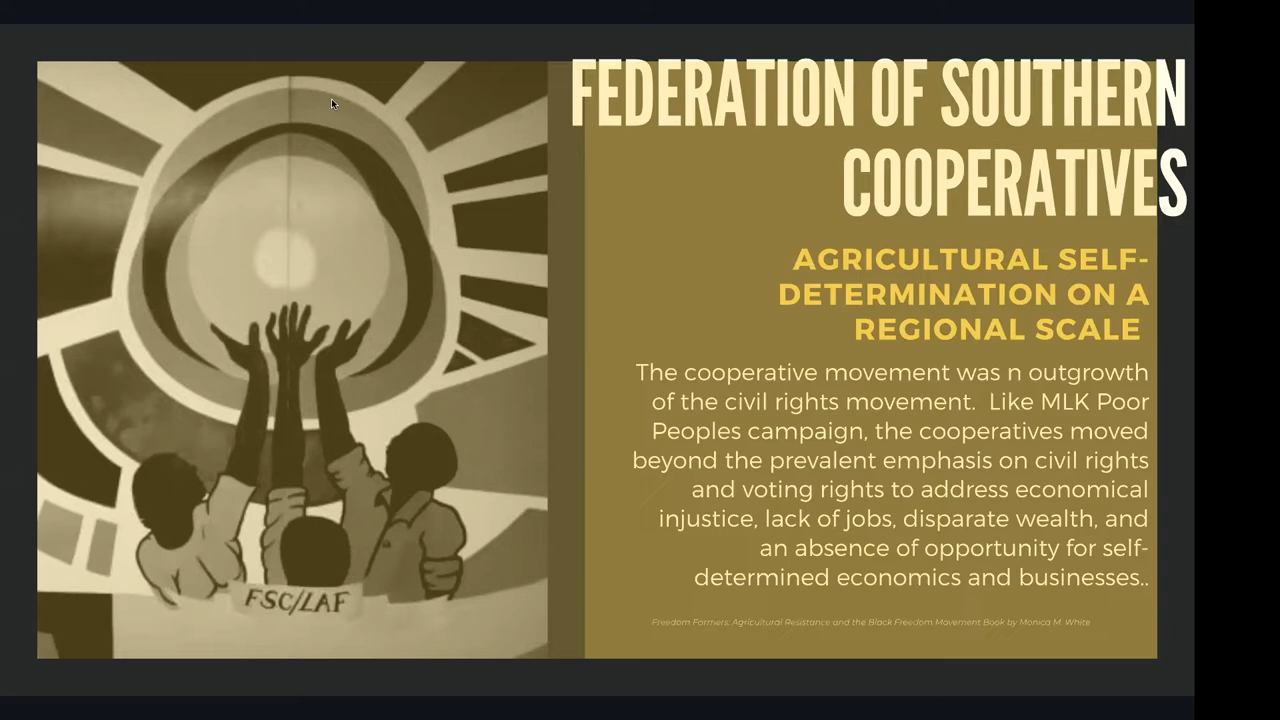 FEDERATION OF SOUTHERN
COOPERATIVES
AGRICULTURAL SELF-
DETERMINATION ON A
REGIONAL SCALE
The cooperative movement was n outgrowth
of the civil rights movement.  Like MLK Poor
Peoples campaign, the cooperatives moved
beyond the prevalent emphasis on civil rights
and voting rights to address economical
injustice, lack of jobs, disparate wealth, and
an absence of opportunity for self-
determined economics and businesses..
Freedom Formers: Agricultural Resistance and the Black Freedom Movement Book by Monica M. White
FSC/LAF